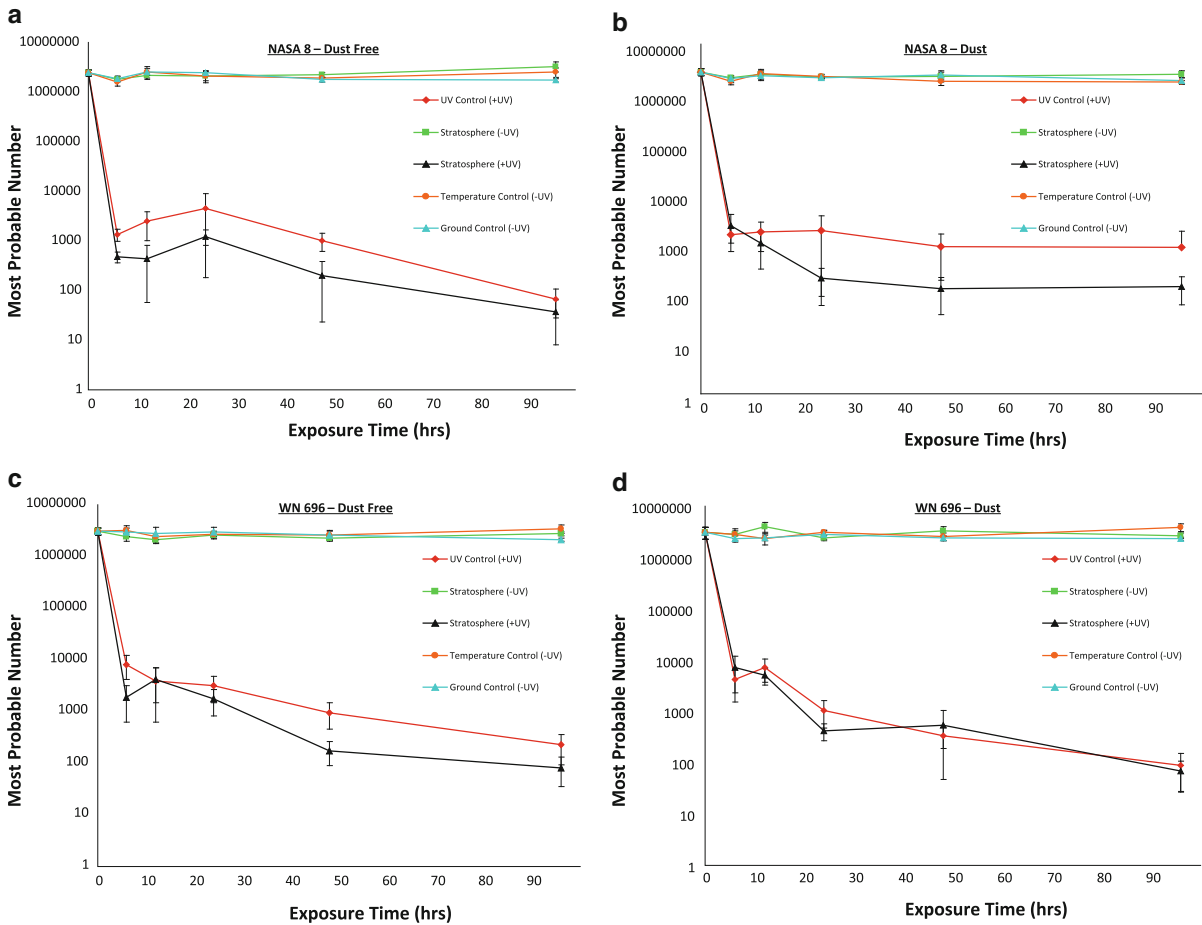 a
NASA 8 – Dust Free
Most Probable Number
10000000
1000000
100000
10000
1000
100
10
1
0 10 20 30 40 50 60 70 80 90
Exposure Time (hrs)
UV Control (+UV)
Stratosphere (-UV)
Stratosphere (+UV)
Temperature Control (-UV)
Ground Control (-UV)
b
NASA 8 – Dust
Most Probable Number
10000000
1000000
100000
10000
1000
100
10
1
0 10 20 30 40 50 60 70 80 90
Exposure Time (hrs)
UV Control (+UV)
Stratosphere (-UV)
Stratosphere (+UV)
Temperature Control (-UV)
Ground Control (-UV)
c
WN 696 – Dust Free
Most Probable Number
10000000
1000000
100000
10000
1000
100
10
1
0 10 20 30 40 50 60 70 80 90
Exposure Time (hrs)
UV Control (+UV)
Stratosphere (-UV)
Stratosphere (+UV)
Temperature Control (-UV)
Ground Control (-UV)
d
WN 696 – Dust
Most Probable Number
10000000
1000000
100000
10000
1000
100
10
1
0 10 20 30 40 50 60 70 80 90
Exposure Time (hrs)
UV Control (+UV)
Stratosphere (-UV)
Stratosphere (+UV)
Temperature Control (-UV)
Ground Control (-UV)